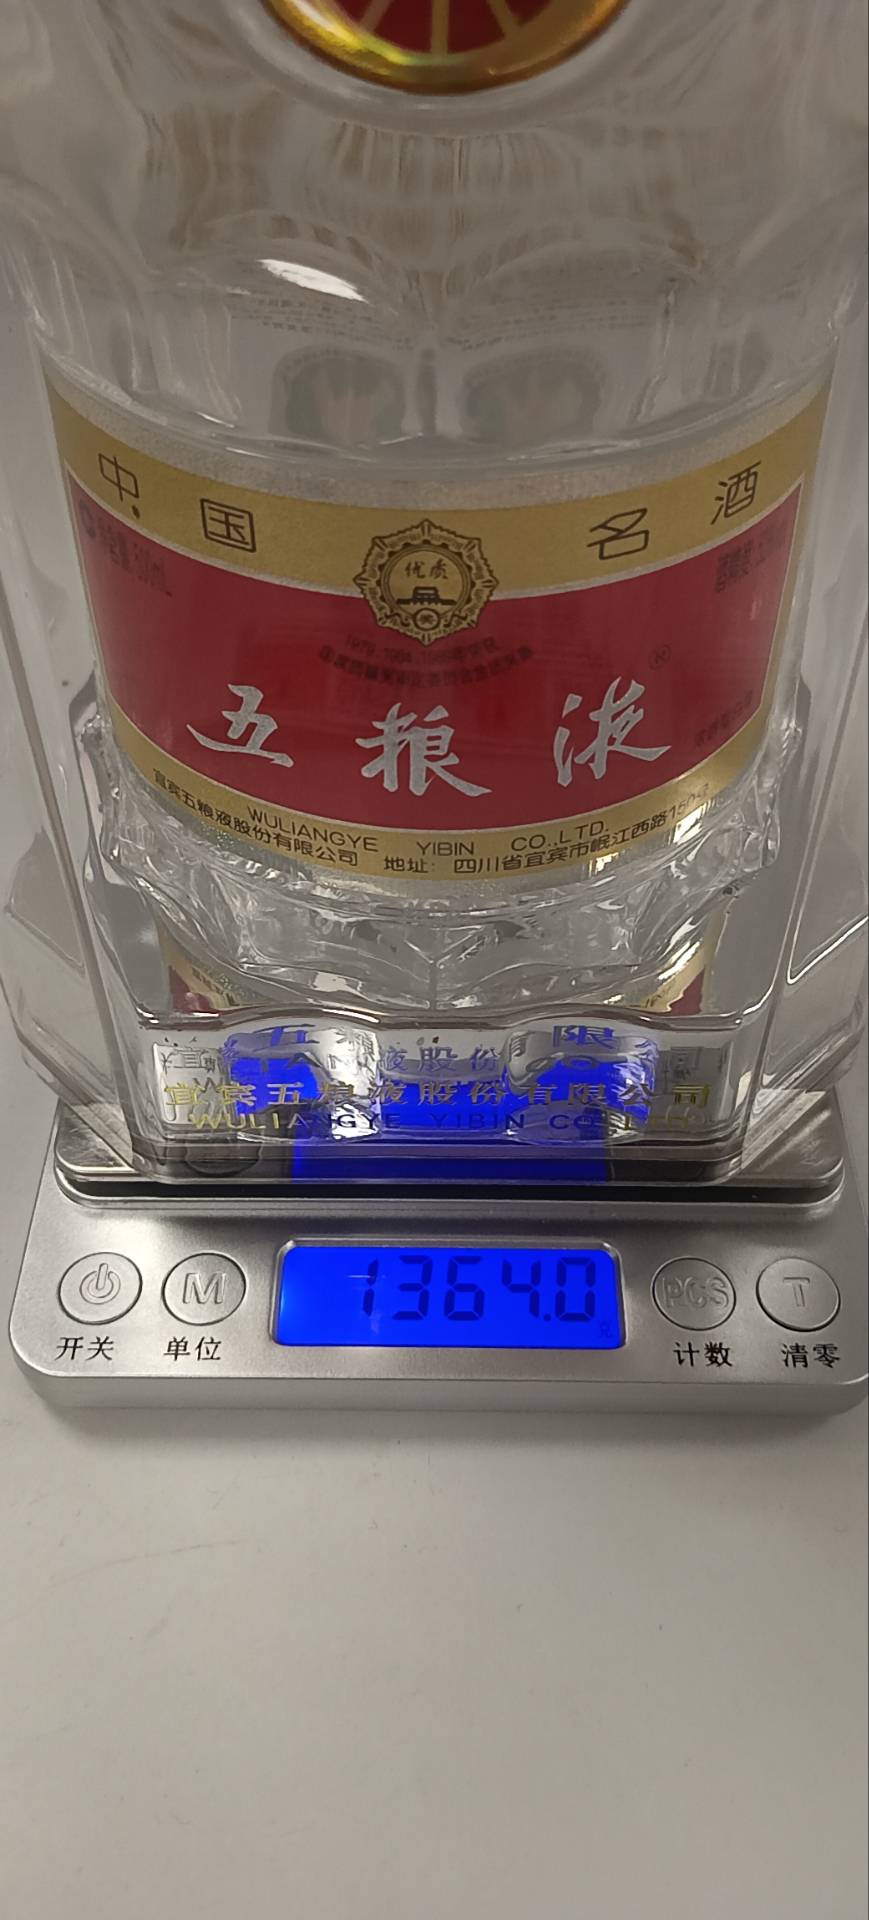 中国名酒
优质
五粮液®
WULIANGYE YIBIN CO.,LTD.
宜宾五粮液股份有限公司 地址: 四川省宜宾市岷江西路150号
宜宾五粮液股份有限公司
WULIANGYE YIBIN CO.,LTD.
1364.0
克
M
PCS
T
开关
单位
计数
清零